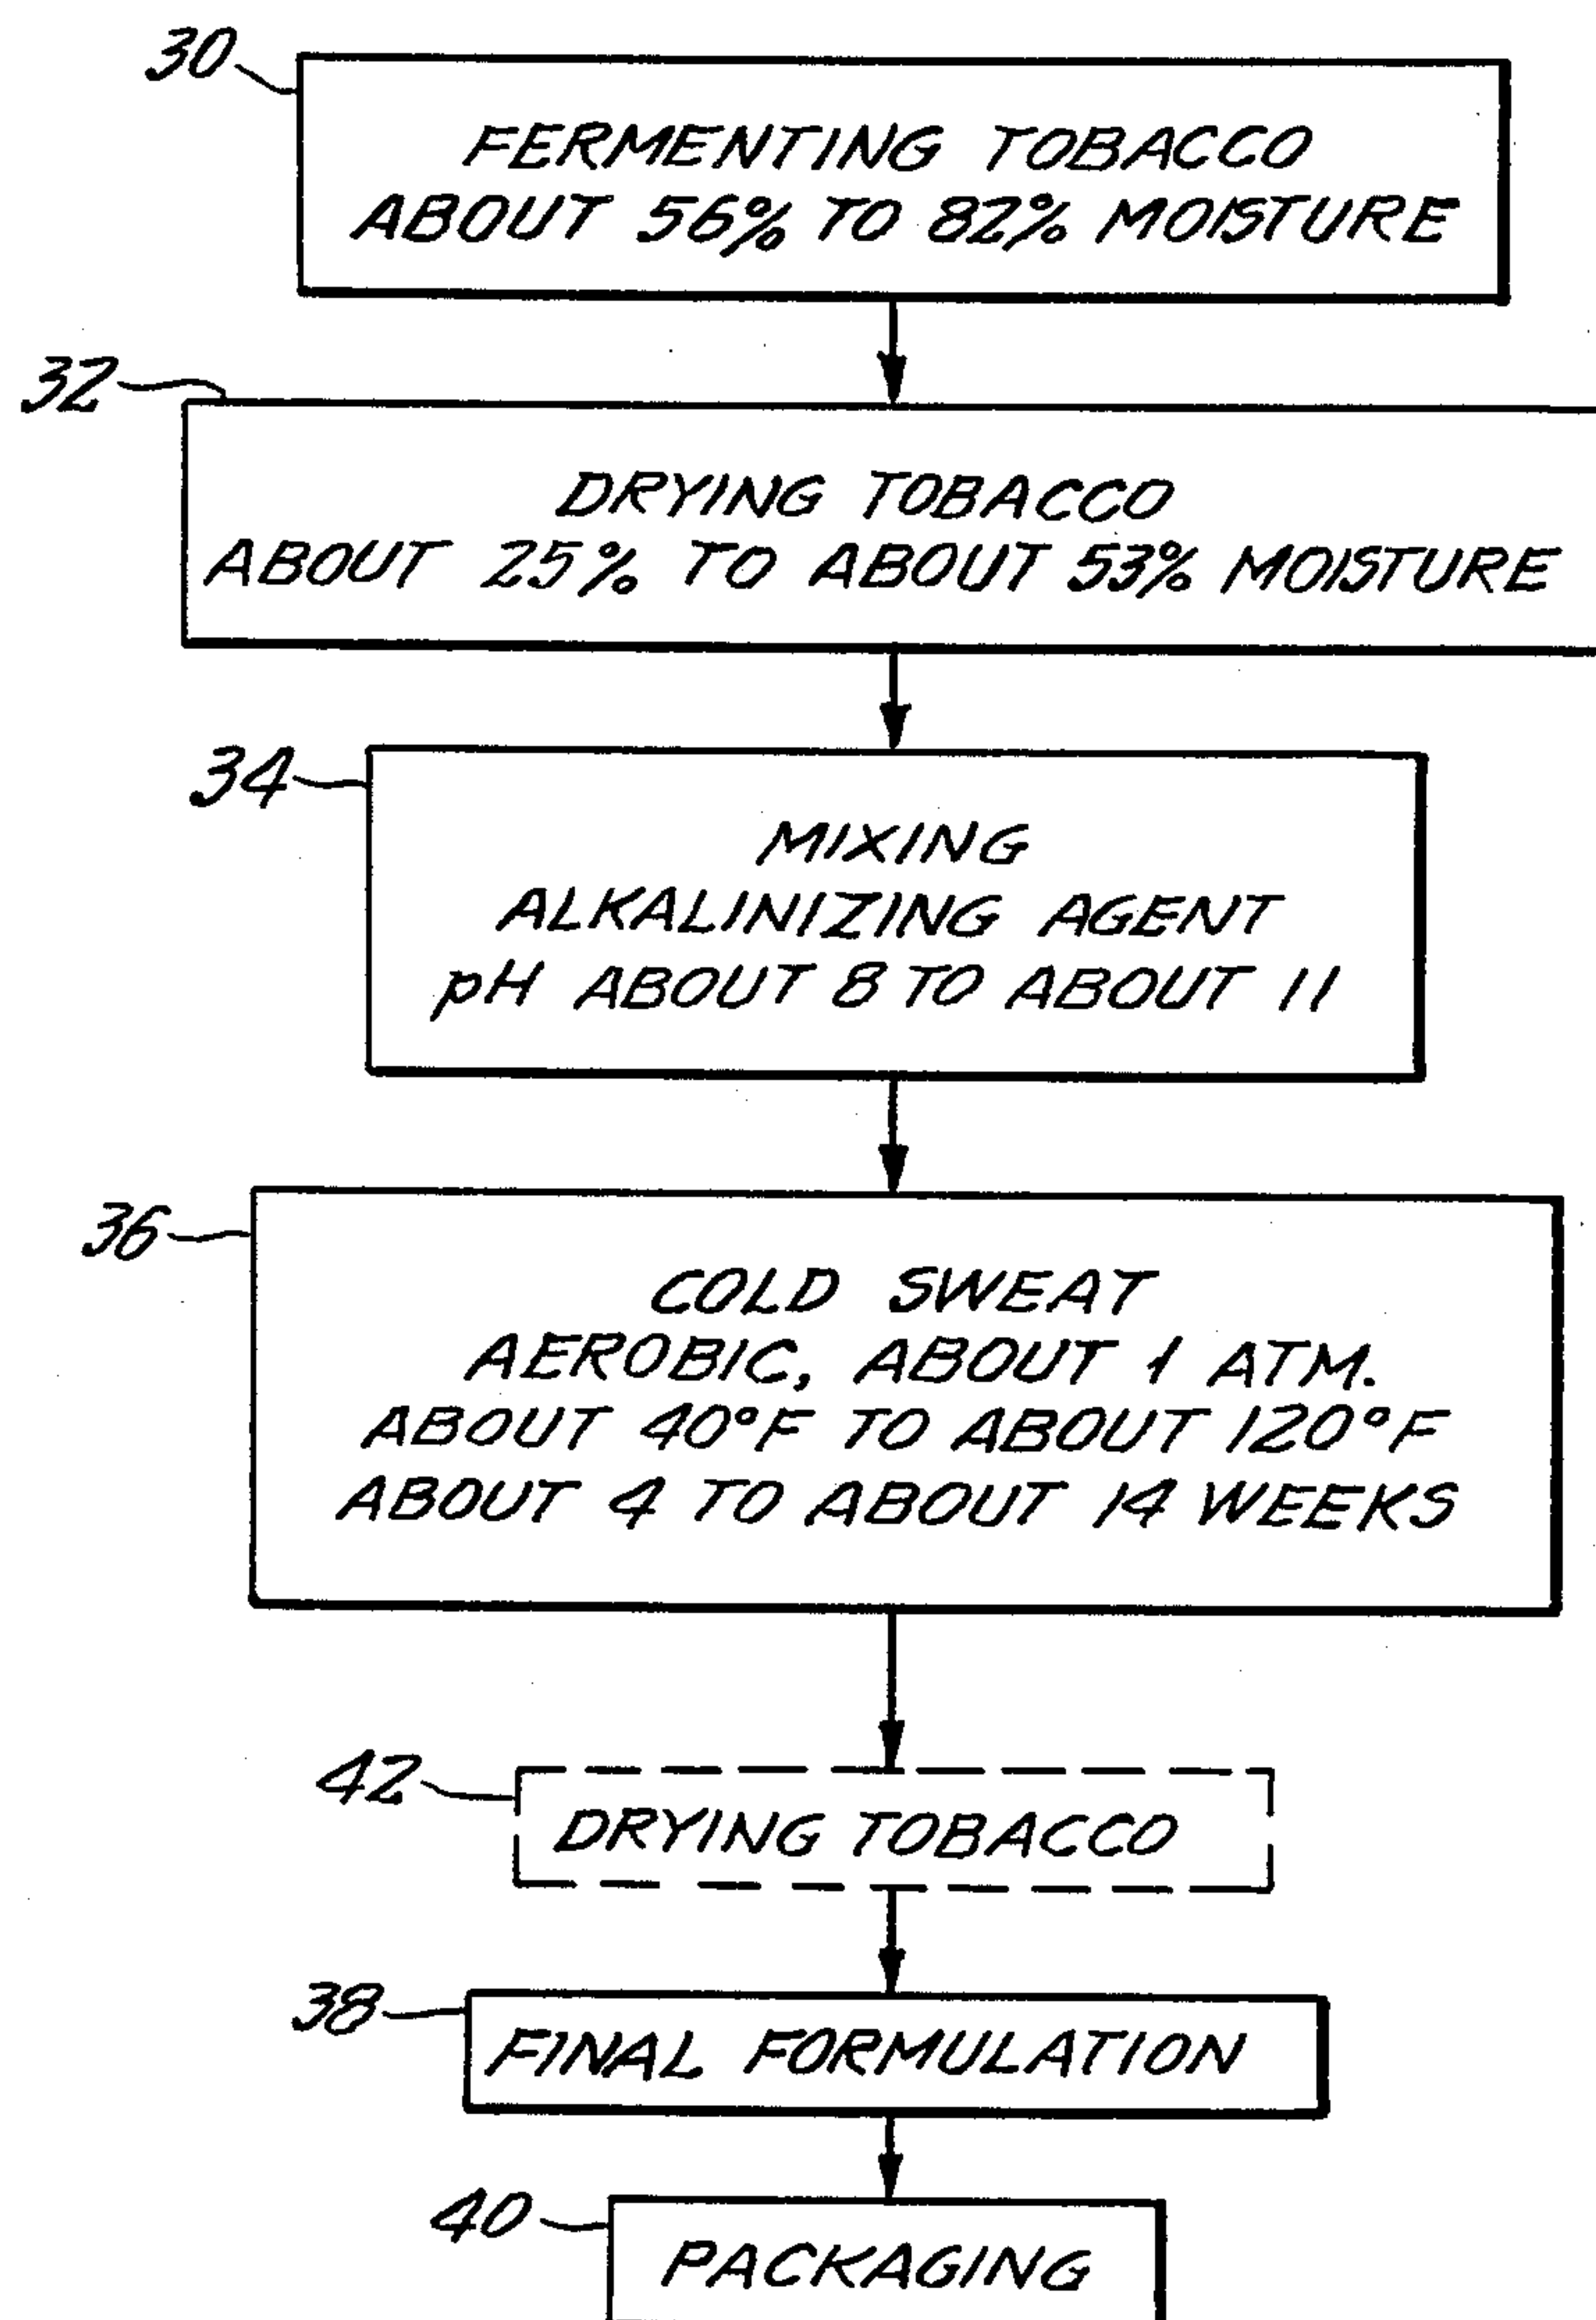 30
FERMENTING TOBACCO
ABOUT 56% TO 82% MOISTURE
32
DRYING TOBACCO
ABOUT 25% TO ABOUT 53% MOISTURE
34
MIXING
ALKALINIZING AGENT
pH ABOUT 8 TO ABOUT 11
36
COLD SWEAT
AEROBIC, ABOUT 1 ATM.
ABOUT 40°F TO ABOUT 120°F
ABOUT 4 TO ABOUT 14 WEEKS
42
DRYING TOBACCO
38
FINAL FORMULATION
40
PACKAGING